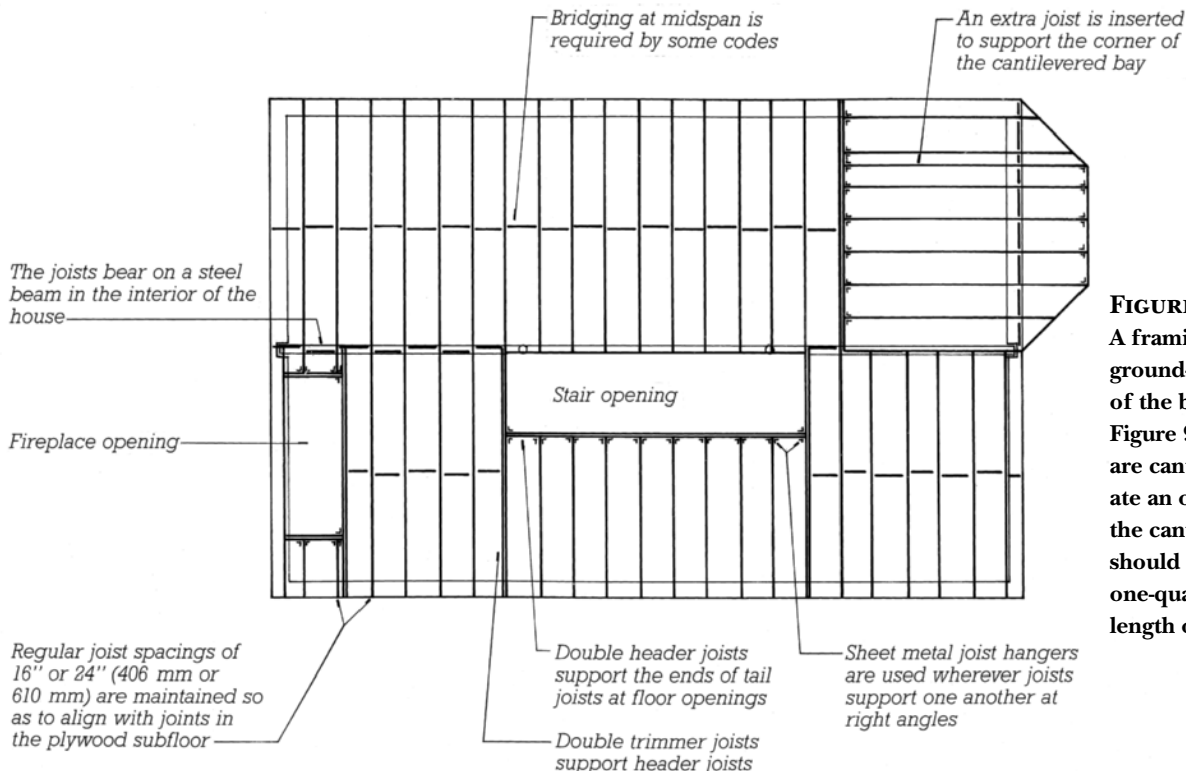 Bridging at midspan is
required by some codes
An extra joist is inserted
to support the corner of
the cantilevered bay
The joists bear on a steel
beam in the interior of the
house
Fireplace opening
Stair opening
Regular joist spacings of
16" or 24" (406 mm or
610 mm) are maintained so
as to align with joints in
the plywood subfloor
Double header joists
support the ends of tail
joists at floor openings
Double trimmer joists
support header joists
Sheet metal joist hangers
are used wherever joists
support one another at
right angles
FIGURE
A frami
ground-
of the b
Figure 9
are cant
ate an o
the cant
should
one-qua
length o